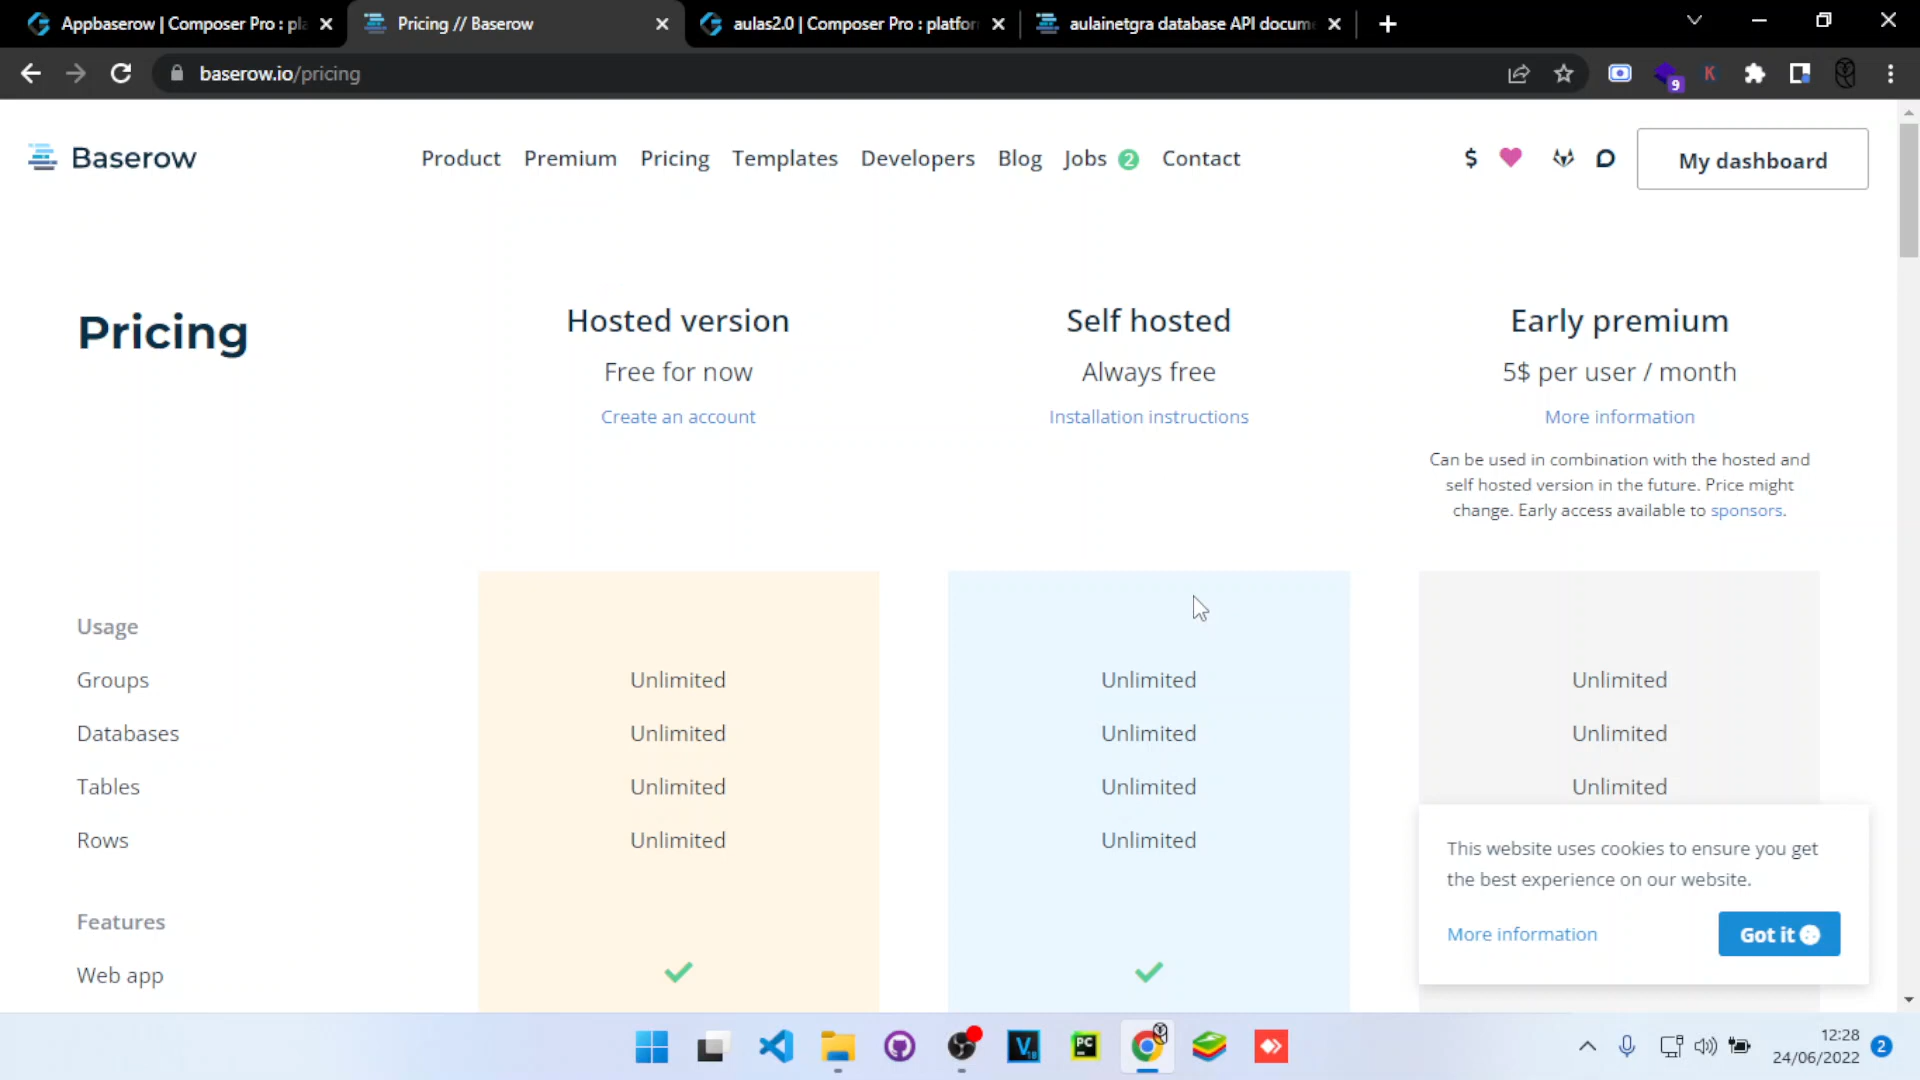 Appbaserow | Composer Pro : pla
Pricing // Baserow
aulas2.0 | Composer Pro : platfor
aulainetgra database API docume
baserow.io/pricing
9
K
Baserow
Product
Premium
Pricing
Templates
Developers
Blog
Jobs 2
Contact
$
My dashboard
Pricing
Hosted version
Free for now
Create an account
Self hosted
Always free
Installation instructions
Early premium
5$ per user / month
More information
Can be used in combination with the hosted and
self hosted version in the future. Price might
change. Early access available to sponsors.
Usage
Groups Unlimited Unlimited Unlimited
Databases Unlimited Unlimited Unlimited
Tables Unlimited Unlimited Unlimited
Rows Unlimited Unlimited
Features
Web app
This website uses cookies to ensure you get
the best experience on our website.
More information
Got it
V
PC
12:28
24/06/2022
2